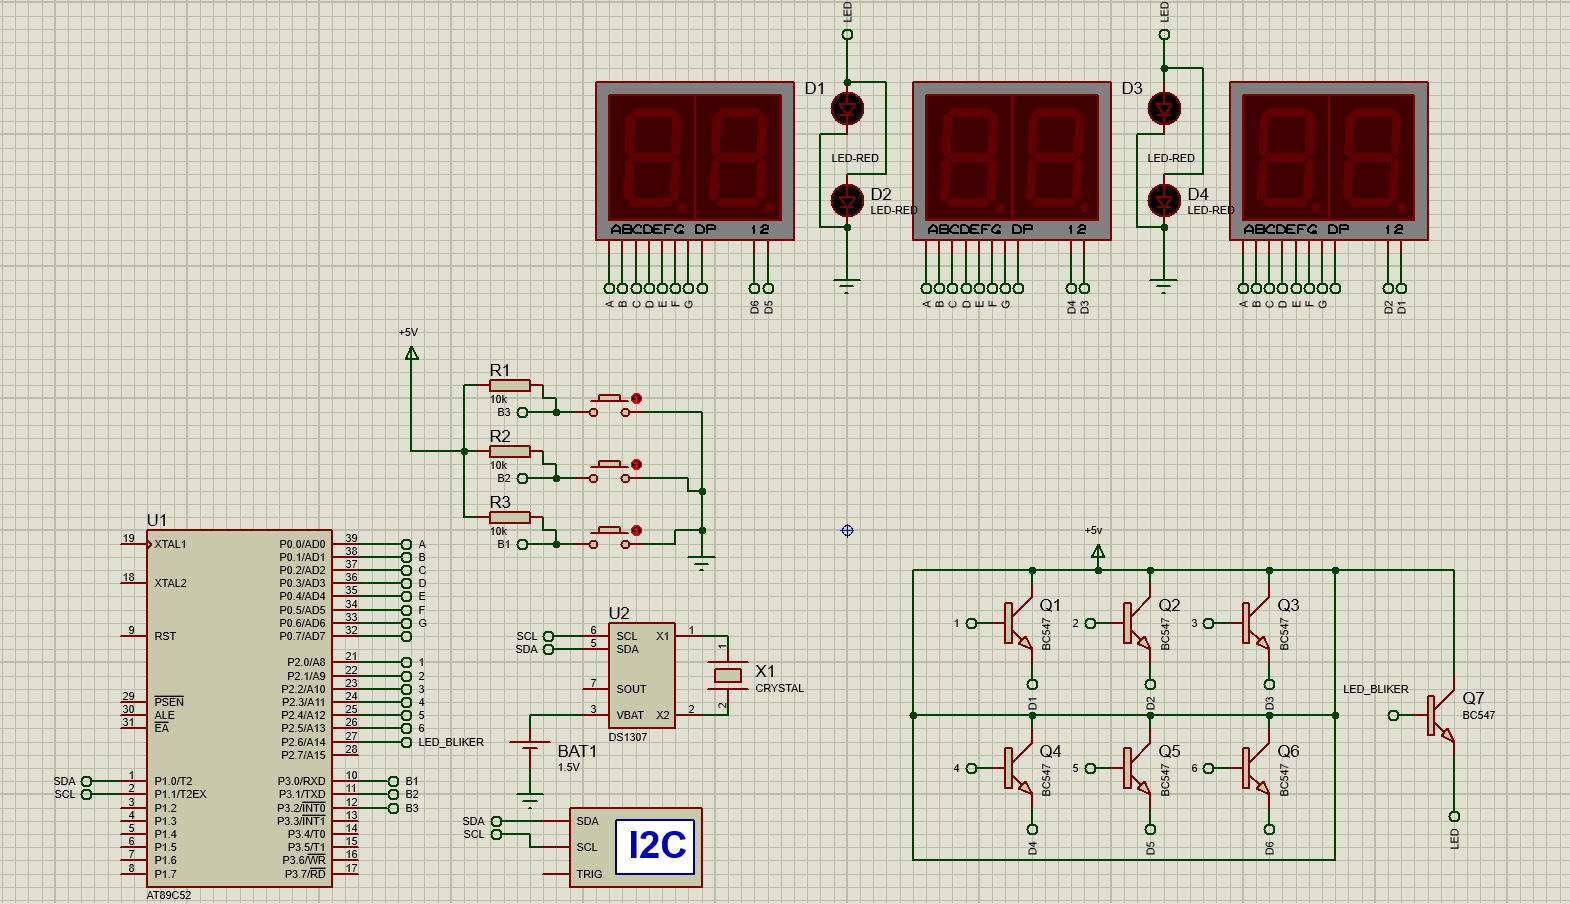 LED
LED
D1
D3
LED-RED
LED-RED
D2
D4
LED-RED
LED-RED
ABCDEFG DP 12
ABCDEFG DP 12
ABCDEFG DP 12
A B C D E F G D6 D5
A B C D E F G D4 D3
A B C D E F G D2 D1
+5V
R1
10k
B3
R2
10k
B2
R3
10k
B1
U1
19 XTAL1
18 XTAL2
9 RST
29 PSEN
30 ALE
31 EA
SDA 1 P1.0/T2
SCL 2 P1.1/T2EX
3 P1.2
4 P1.3
5 P1.4
6 P1.5
7 P1.6
8 P1.7
P0.0/AD0 39 A
P0.1/AD1 38 B
P0.2/AD2 37 C
P0.3/AD3 36 D
P0.4/AD4 35 E
P0.5/AD5 34 F
P0.6/AD6 33 G
P0.7/AD7 32
P2.0/A8 21 1
P2.1/A9 22 2
P2.2/A10 23 3
P2.3/A11 24 4
P2.4/A12 25 5
P2.5/A13 26 6
P2.6/A14 27 LED_BLIKER
P2.7/A15 28
P3.0/RXD 10 B1
P3.1/TXD 11 B2
P3.2/INT0 12 B3
P3.3/INT1 13
P3.4/T0 14
P3.5/T1 15
P3.6/WR 16
P3.7/RD 17
AT89C52
U2
SCL 6 SCL X1 1
SDA 5 SDA
7 SOUT
3 VBAT X2 2
DS1307
1
X1
CRYSTAL
2
BAT1
1.5V
SDA SDA
SCL SCL
TRIG
I2C
+5v
1 Q1 BC547 D1
2 Q2 BC547 D2
3 Q3 BC547 D3
4 Q4 BC547 D4
5 Q5 BC547 D5
6 Q6 BC547 D6
LED_BLIKER
Q7
BC547
LED